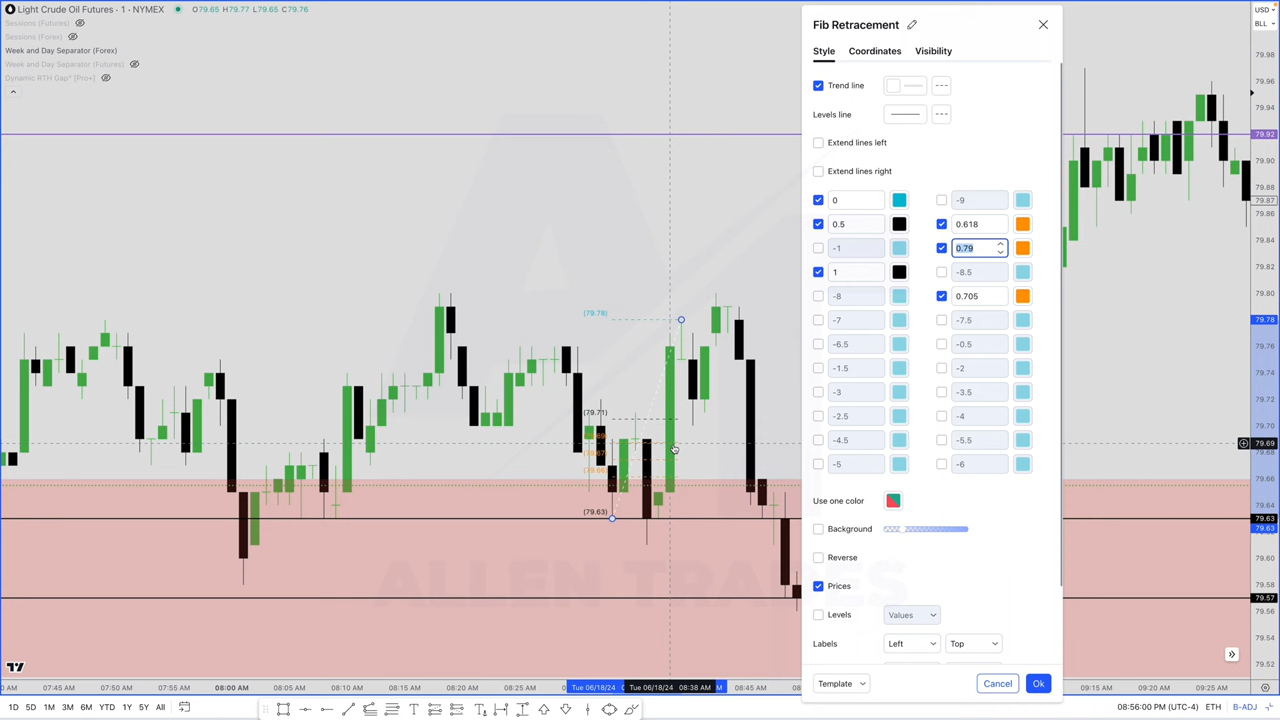 Light Crude Oil Futures · 1 · NYMEX O79.65 H79.77 L79.65 C79.76
Sessions (Futures)
Sessions (Forex)
Week and Day Separator (Forex)
Week and Day Separator (Futures)
Dynamic RTH Gap* (Pro+)
(79.78)
(79.71)
(79.63)
ALLEN TRADES
Fib Retracement
Style Coordinates Visibility
Trend line
Levels line
Extend lines left
Extend lines right
0 -9
0.5 0.618
-1 0.79
1 -8.5
-8 0.705
-7 -7.5
-6.5 -0.5
-1.5 -2
-3 -3.5
-2.5 -4
-4.5 -5.5
-5 -6
Use one color
Background
Reverse
Prices
Levels Values
Labels Left Top
Template Cancel Ok
USD
BLL
79.98
79.96
79.94
79.92
79.87
79.84
79.82
79.80
79.78
79.76
79.74
79.72
79.70
79.69
79.66
79.64
79.63
79.63
79.60
79.57
79.56
79.54
79.52
AM 07:45 AM 07:50 AM 07:55 AM 08:00 AM 08:05 AM 08:10 AM 08:15 AM 08:20 AM 08:25 AM Tue 06/18/24 Tue 06/18/24 08:38 AM M 08:45 AM 09:15 AM 09:20 AM 09:25 AM
1D 5D 1M 3M 6M YTD 1Y 5Y All 08:56:00 PM (UTC-4) ETH B-ADJ